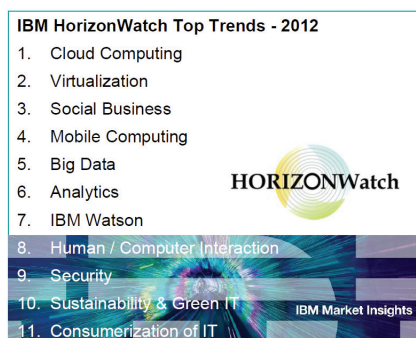 IBM HorizonWatch Top Trends - 2012
1. Cloud Computing
2. Virtualization
3. Social Business
4. Mobile Computing
5. Big Data
6. Analytics
HORIZONWatch
7. IBM Watson
8. Human / Computer Interaction
9. Security
10. Sustainability & Green IT
IBM Market Insights
11. Consumerization of IT